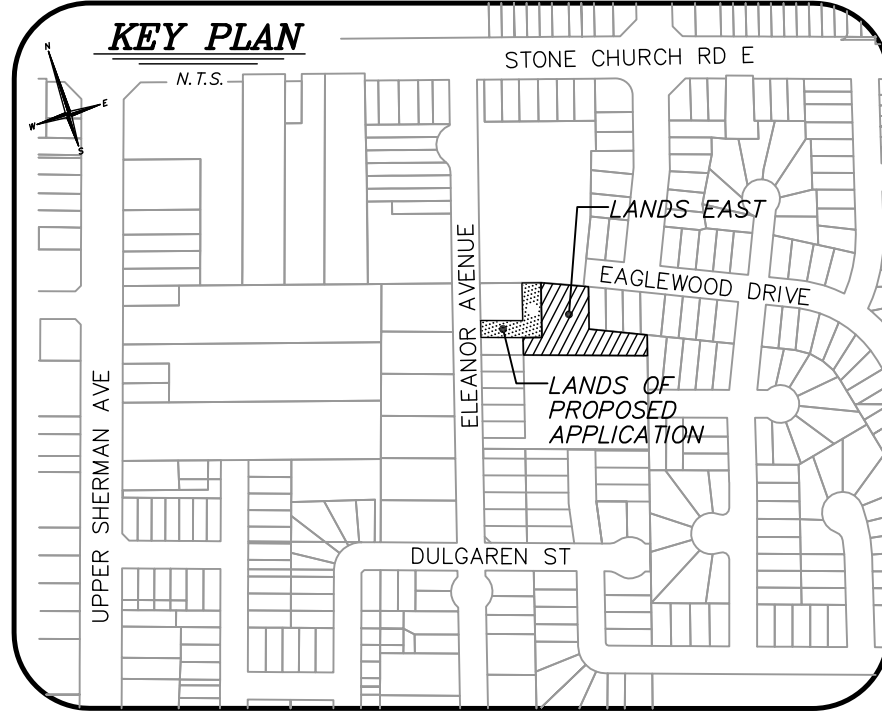 KEY PLAN
N.T.S.
N
E
W
S
STONE CHURCH RD E
LANDS EAST
EAGLEWOOD DRIVE
ELEANOR AVENUE
LANDS OF
PROPOSED
APPLICATION
UPPER SHERMAN AVE
DULGAREN ST